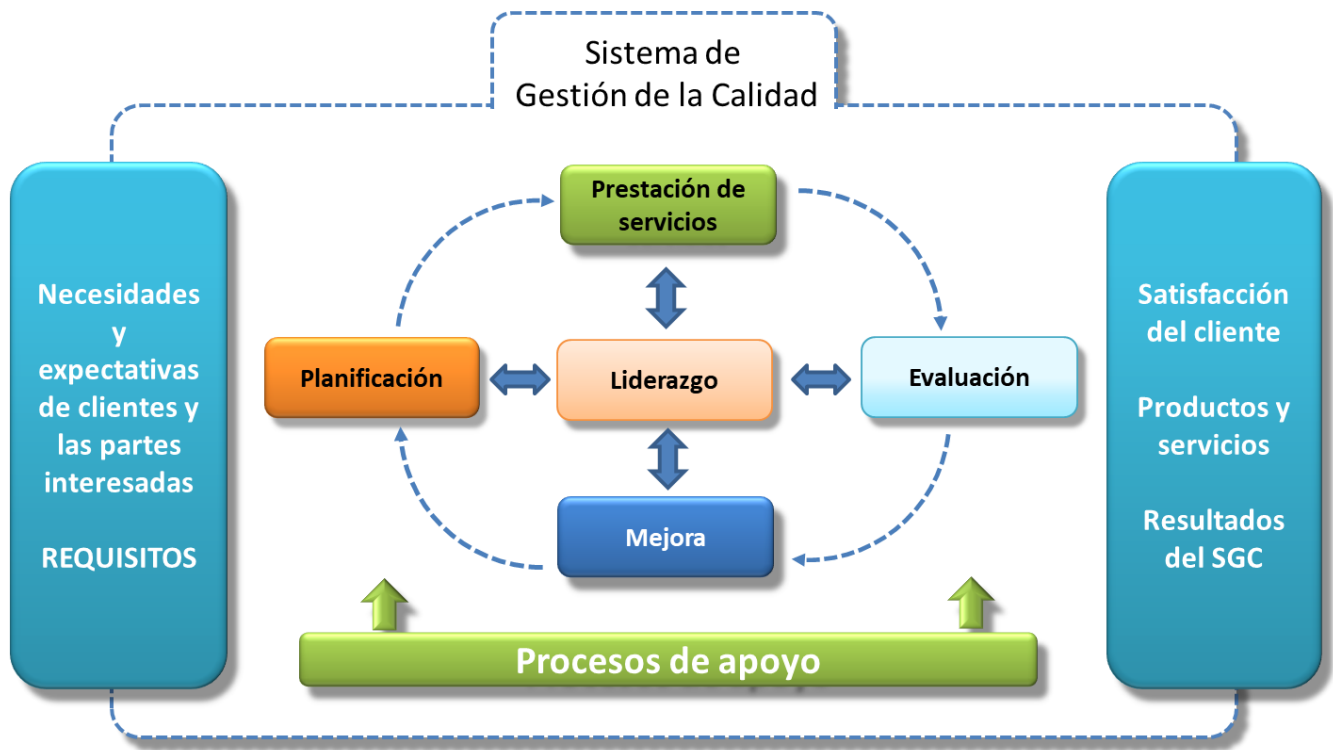 Sistema de
Gestión de la Calidad
Necesidades
y
expectativas
de clientes y
las partes
interesadas
REQUISITOS
Prestación de
servicios
Planificación
Liderazgo
Evaluación
Mejora
Procesos de apoyo
Satisfacción
del cliente
Productos y
servicios
Resultados
del SGC